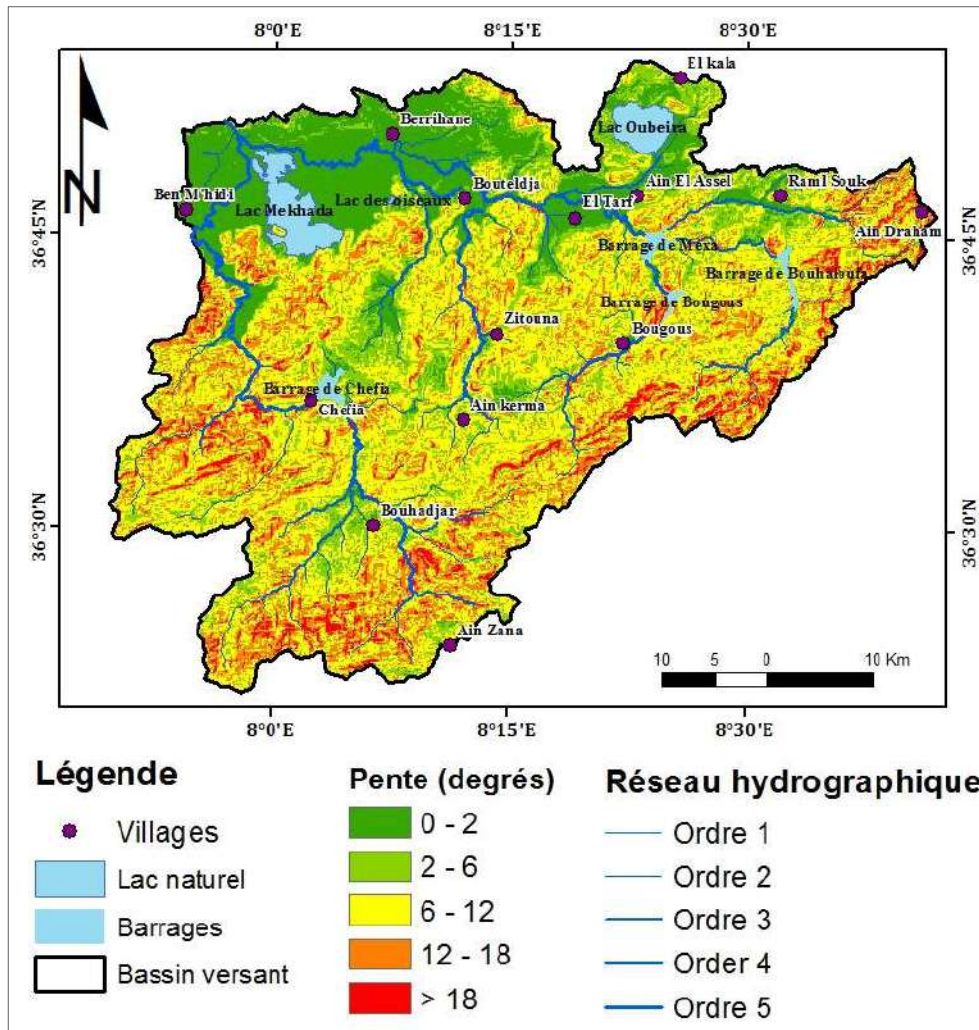 8°0'E 8°15'E 8°30'E
El kala
Berrihane
Lac Oubeira
Ben M'hidi
Lac Mekhada
Lac des oiseaux
Bouteldja
El Tarf
Ain El Assel
Raml Souk
Ain Draham
N
36°45'N
36°45'N
Barrage de Mexa
Barrage de Bougous
Zitouna
Bougous
Barrage de Chefia
Chefia
Ain kerma
36°30'N
36°30'N
Bouhadjar
Ain Zana
10 5 0 10 Km
8°0'E 8°15'E 8°30'E
Légende
Villages
Lac naturel
Barrages
Bassin versant
Pente (degrés)
0 - 2
2 - 6
6 - 12
12 - 18
> 18
Réseau hydrographique
Ordre 1
Ordre 2
Ordre 3
Order 4
Ordre 5